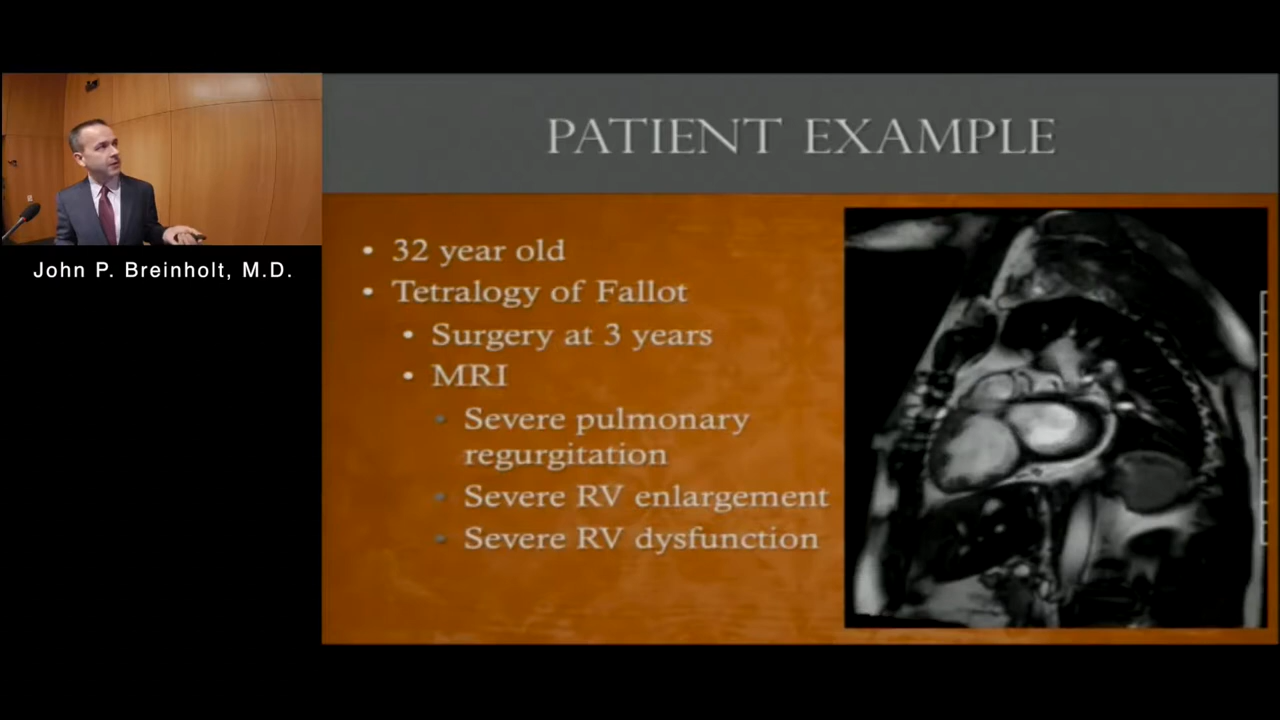 PATIENT EXAMPLE
• 32 year old
• Tetralogy of Fallot
• Surgery at 3 years
• MRI
• Severe pulmonary
regurgitation
• Severe RV enlargement
• Severe RV dysfunction
John P. Breinholt, M.D.